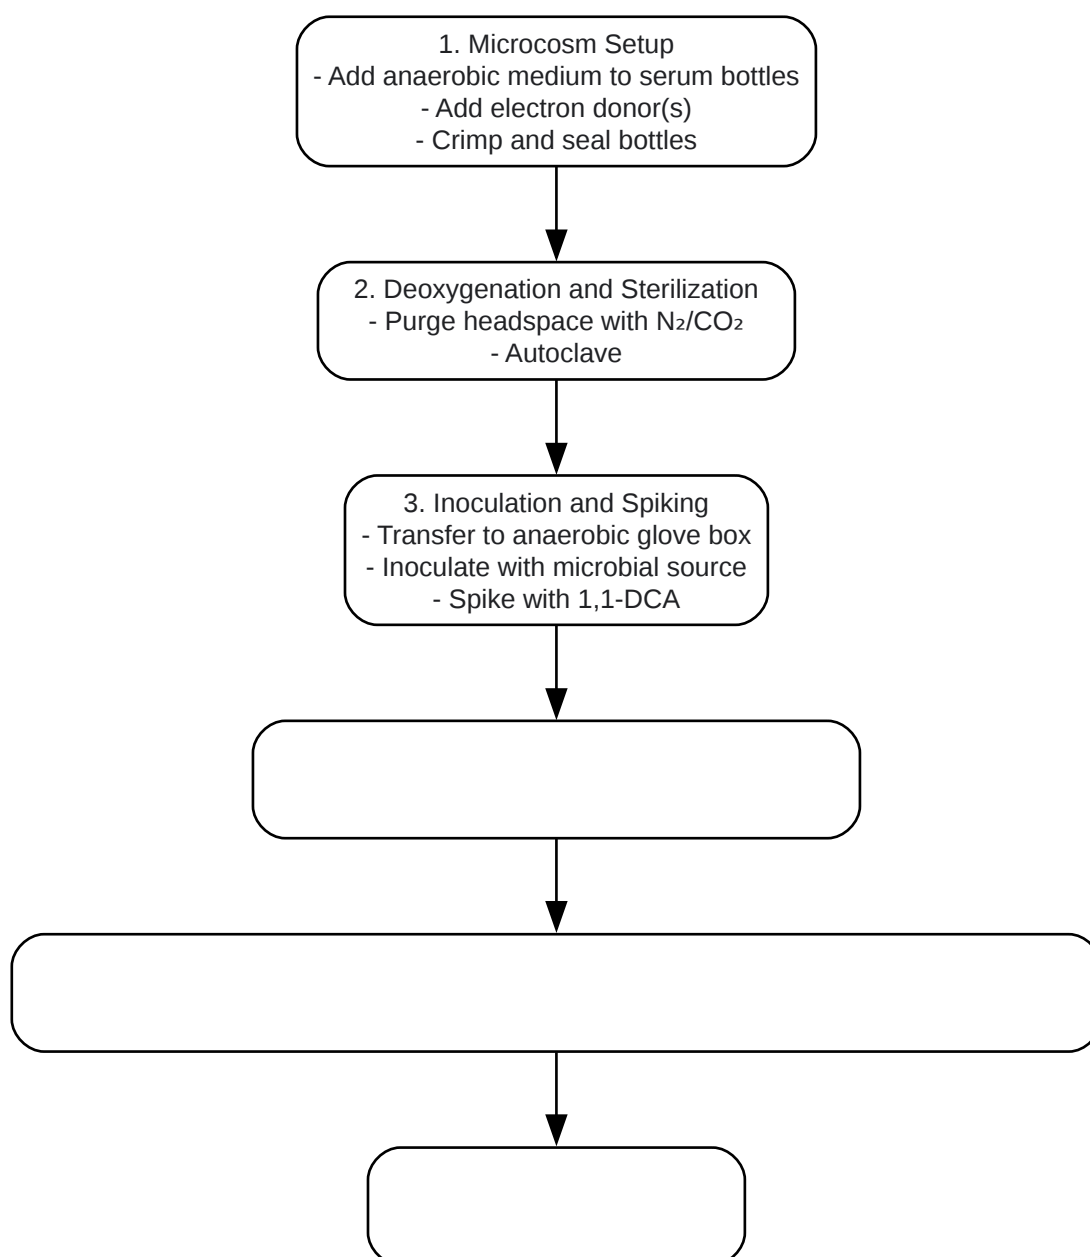 1. Microcosm Setup
- Add anaerobic medium to serum bottles
- Add electron donor(s)
- Crimp and seal bottles
2. Deoxygenation and Sterilization
- Purge headspace with N₂/CO₂
- Autoclave
3. Inoculation and Spiking
- Transfer to anaerobic glove box
- Inoculate with microbial source
- Spike with 1,1-DCA